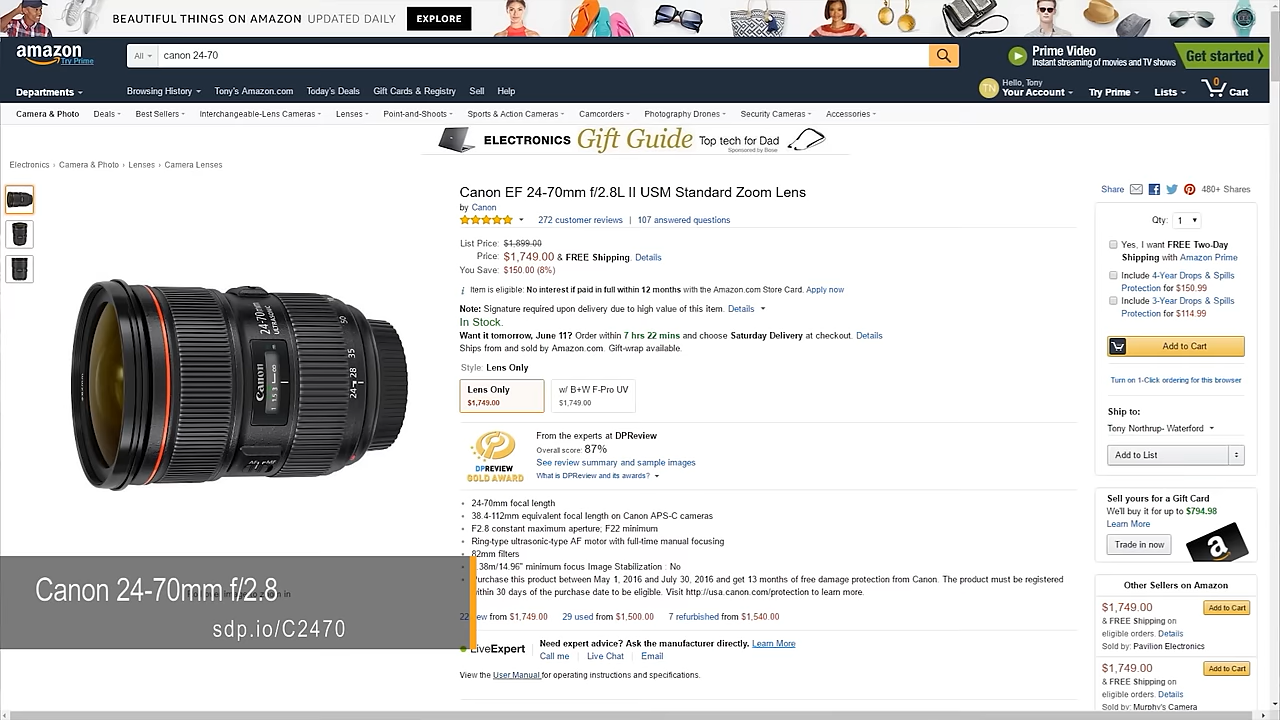 BEAUTIFUL THINGS ON AMAZON UPDATED DAILY EXPLORE
amazon
Try Prime
All
canon 24-70
Prime Video
Instant streaming of movies and TV shows
Get started
Departments
Browsing History
Tony's Amazon.com
Today's Deals
Gift Cards & Registry
Sell
Help
TN
Hello, Tony
Your Account
Try Prime
Lists
0
Cart
Camera & Photo
Deals
Best Sellers
Interchangeable-Lens Cameras
Lenses
Point-and-Shoots
Sports & Action Cameras
Camcorders
Photography Drones
Security Cameras
Accessories
ELECTRONICS Gift Guide Top tech for Dad
Sponsored by Bose
Electronics › Camera & Photo › Lenses › Camera Lenses
Canon EF 24-70mm f/2.8L II USM Standard Zoom Lens
by Canon
272 customer reviews | 107 answered questions
List Price: $1,899.00
Price: $1,749.00 & FREE Shipping. Details
You Save: $150.00 (8%)
Item is eligible: No interest if paid in full within 12 months with the Amazon.com Store Card. Apply now
Note: Signature required upon delivery due to high value of this item. Details
In Stock.
Want it tomorrow, June 11? Order within 7 hrs 22 mins and choose Saturday Delivery at checkout. Details
Ships from and sold by Amazon.com. Gift-wrap available.
Style: Lens Only
Lens Only
$1,749.00
w/ B+W F-Pro UV
$1,749.00
DPREVIEW
GOLD AWARD
From the experts at DPReview
Overall score: 87%
See review summary and sample images
What is DPReview and its awards?
24-70mm focal length
38.4-112mm equivalent focal length on Canon APS-C cameras
F2.8 constant maximum aperture; F22 minimum
Ring-type ultrasonic-type AF motor with full-time manual focusing
82mm filters
.38m/14.96" minimum focus Image Stabilization : No
Purchase this product between May 1, 2016 and July 30, 2016 and get 13 months of free damage protection from Canon. The product must be registered
within 30 days of the purchase date to be eligible. Visit http://usa.canon.com/protection to learn more.
22 new from $1,749.00
29 used from $1,500.00
7 refurbished from $1,540.00
LiveExpert
Need expert advice? Ask the manufacturer directly. Learn More
Call me | Live Chat | Email
View the User Manual for operating instructions and specifications.
Canon
24-70mm
ULTRASONIC
50
35
28
24
Canon 24-70mm f/2.8
sdp.io/C2470
Share
480+ Shares
Qty: 1
Yes, I want FREE Two-Day
Shipping with Amazon Prime
Include 4-Year Drops & Spills
Protection for $150.99
Include 3-Year Drops & Spills
Protection for $114.99
Add to Cart
Turn on 1-Click ordering for this browser
Ship to:
Tony Northrup- Waterford
Add to List
Sell yours for a Gift Card
We'll buy it for up to $794.98
Learn More
Trade in now
a
Other Sellers on Amazon
$1,749.00
Add to Cart
& FREE Shipping on
eligible orders. Details
Sold by: Pavilion Electronics
$1,749.00
Add to Cart
& FREE Shipping on
eligible orders. Details
Sold by: Murphy's Camera